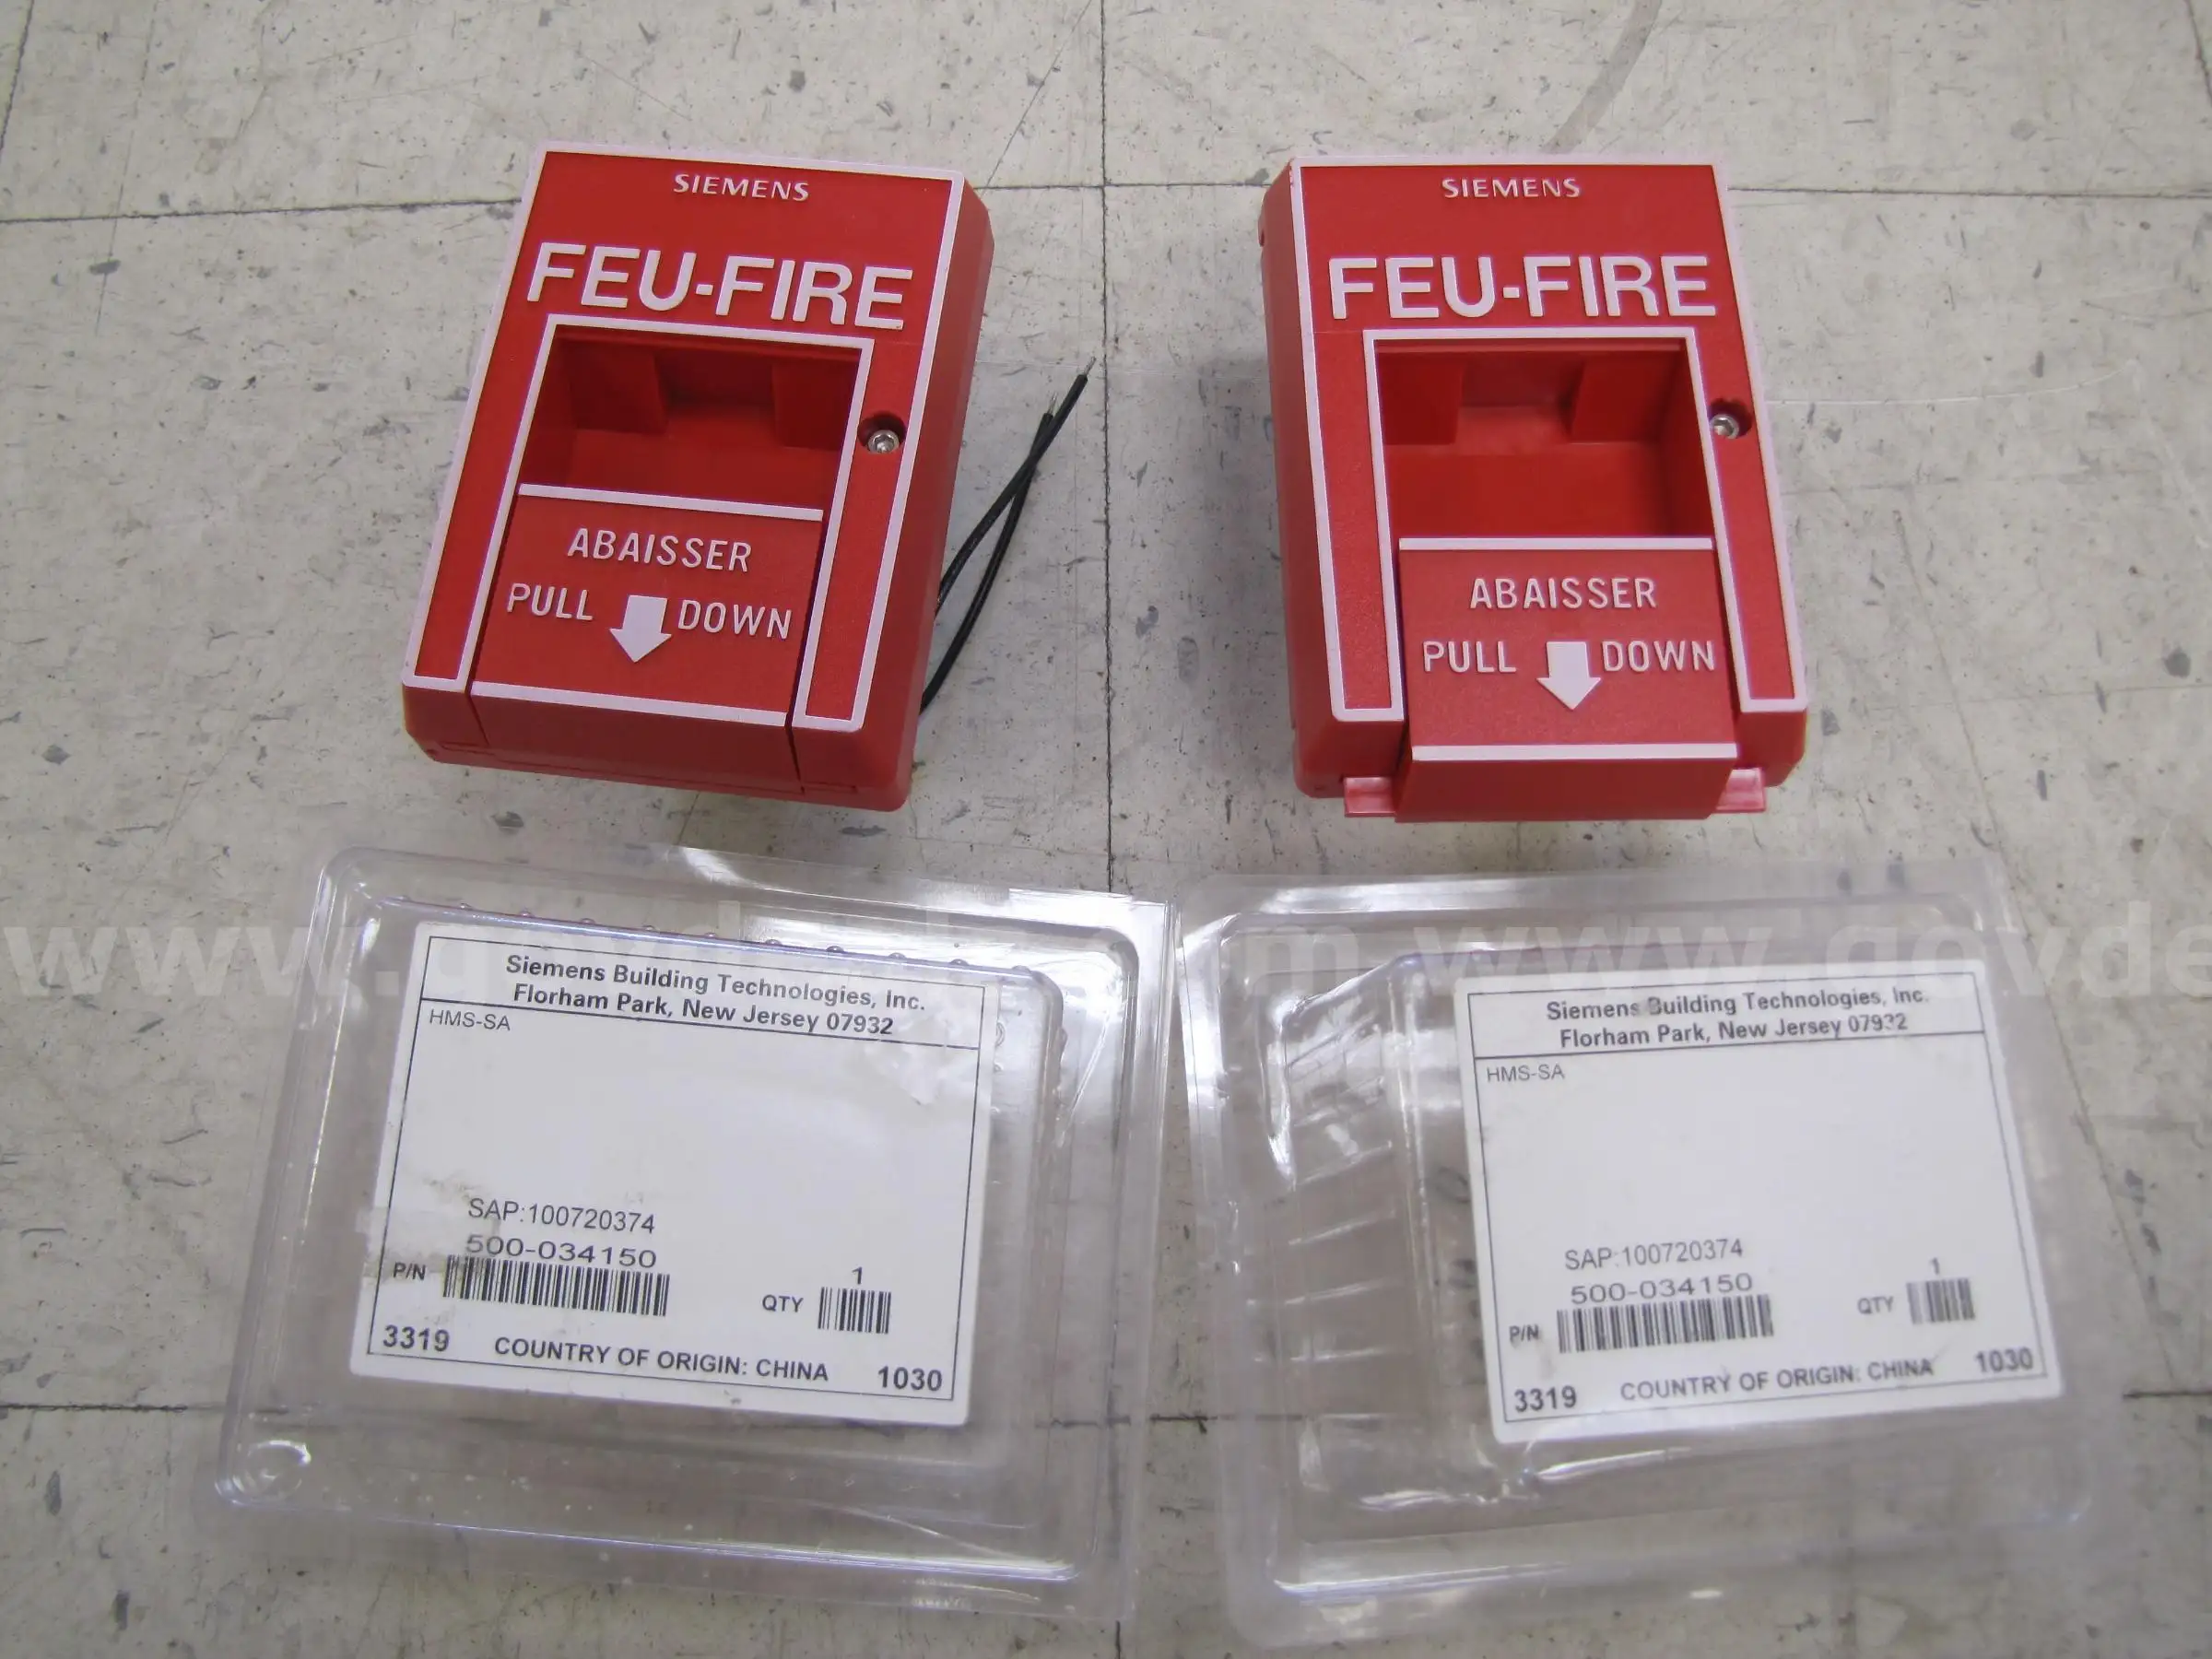 SIEMENS
FEU-FIRE
ABAISSER
PULL DOWN
SIEMENS
FEU-FIRE
ABAISSER
PULL DOWN
Siemens Building Technologies, Inc.
Florham Park, New Jersey 07932
HMS-SA
SAP:100720374
500-034150
P/N
QTY 1
3319 COUNTRY OF ORIGIN: CHINA 1030
Siemens Building Technologies, Inc.
Florham Park, New Jersey 07932
HMS-SA
SAP:100720374
500-034150
P/N
QTY 1
3319 COUNTRY OF ORIGIN: CHINA 1030